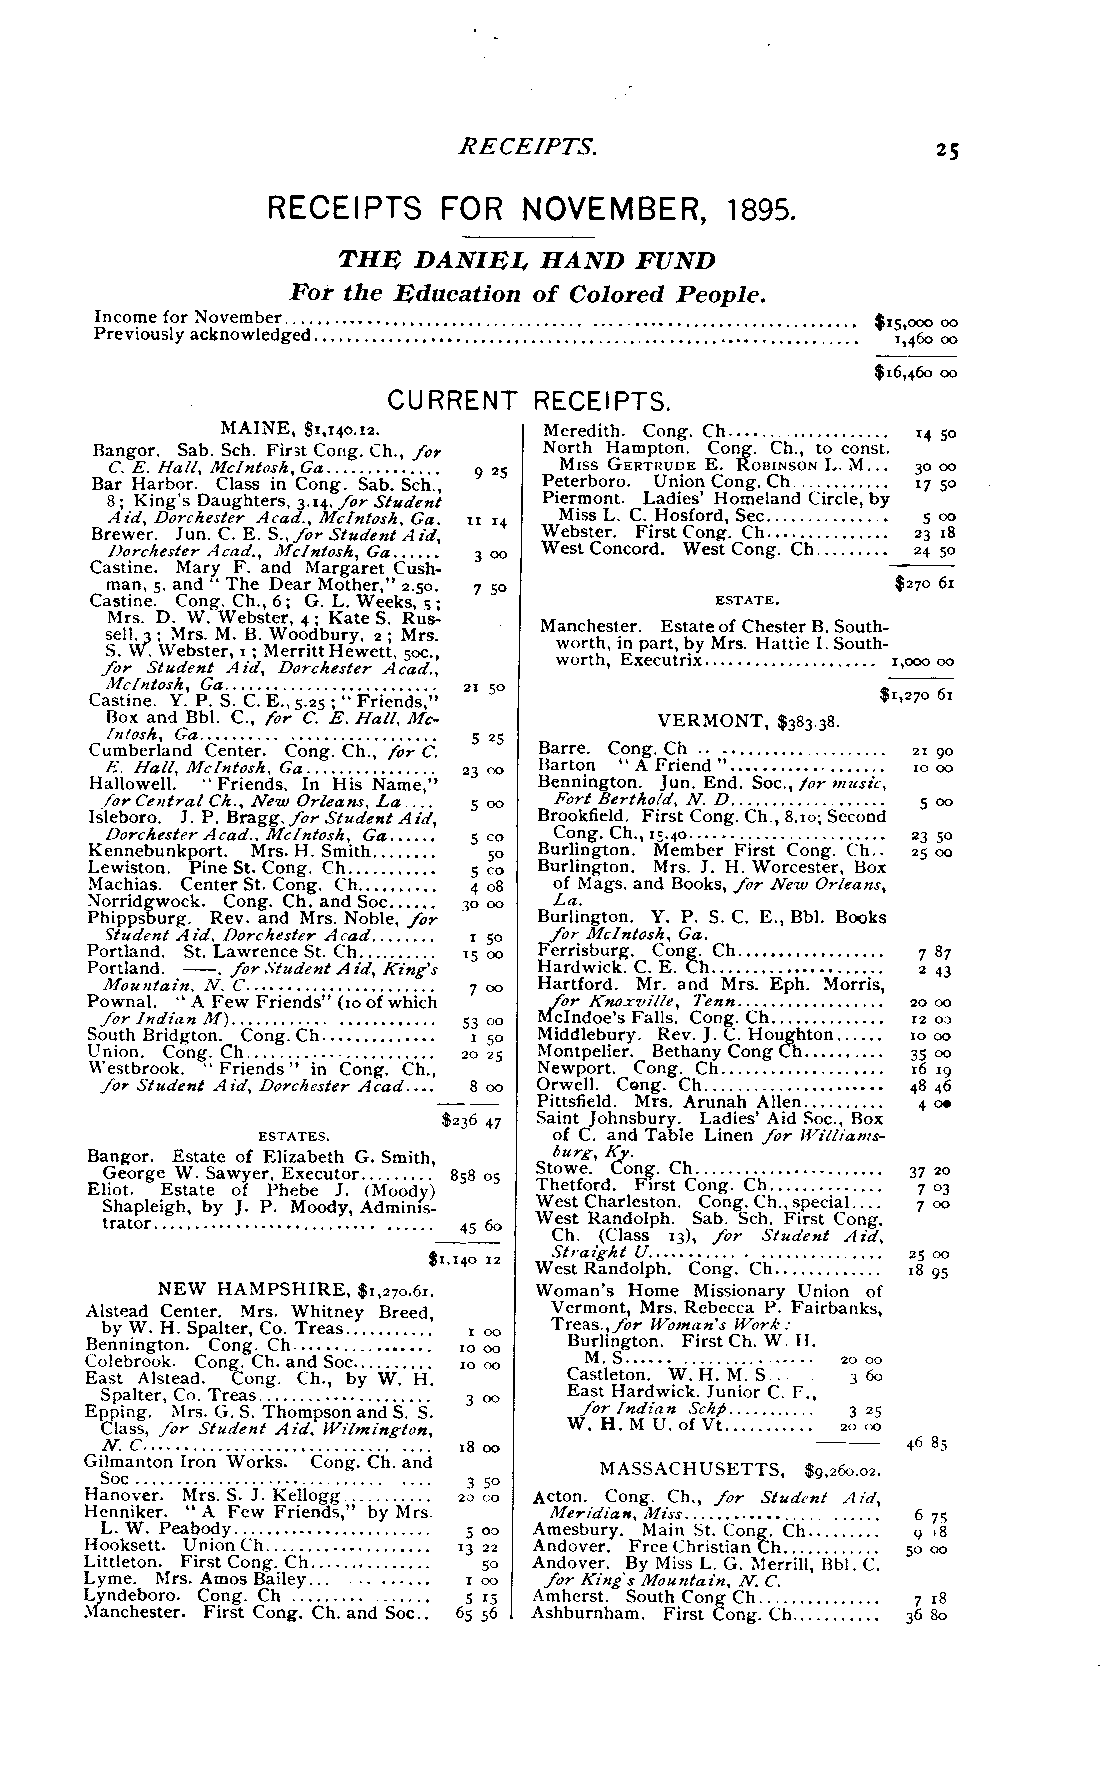 RECEIPTS. 25
RECEIPTS FOR NOVEMBER, 1895.
THE DANIEL HAND FUND
For the Education of Colored People.
Income for November.......... $15,000 00
Previously acknowledged.......... 1,460 00
$16,460 00
CURRENT RECEIPTS.
MAINE, $1,140.12.
Bangor. Sab. Sch. First Cong. Ch., for
C. E. Hall, McIntosh, Ga.............. 9 25
Bar Harbor. Class in Cong. Sab. Sch.,
8; King's Daughters, 3.14, for Student
Aid, Dorchester Acad., McIntosh, Ga. 11 14
Brewer. Jun. C. E. S., for Student Aid,
Dorchester Acad., McIntosh, Ga...... 3 00
Castine. Mary F. and Margaret Cush-
man, 5, and "The Dear Mother," 2.50. 7 50
Castine. Cong. Ch., 6; G. L. Weeks, 5;
Mrs. D. W. Webster, 4; Kate S. Rus-
sell, 3; Mrs. M. B. Woodbury, 2; Mrs.
S. W. Webster, 1; Merritt Hewett, 50c.,
for Student Aid, Dorchester Acad.,
McIntosh, Ga.......................... 21 50
Castine. Y. P. S. C. E., 5.25; "Friends,"
Box and Bbl. C., for C. E. Hall, Mc-
Intosh, Ga............................ 5 25
Cumberland Center. Cong. Ch., for C.
E. Hall, McIntosh, Ga................ 23 00
Hallowell. "Friends, In His Name,"
for Central Ch., New Orleans, La.... 5 00
Isleboro. J. P. Bragg, for Student Aid,
Dorchester Acad., McIntosh, Ga...... 5 00
Kennebunkport. Mrs. H. Smith........ 50
Lewiston. Pine St. Cong. Ch........... 5 00
Machias. Center St. Cong. Ch.......... 4 08
Norridgwock. Cong. Ch. and Soc...... 30 00
Phippsburg. Rev. and Mrs. Noble, for
Student Aid, Dorchester Acad........ 1 50
Portland. St. Lawrence St. Ch.......... 15 00
Portland. ——, for Student Aid, King's
Mountain, N. C....................... 7 00
Pownal. "A Few Friends" (10 of which
for Indian M)......................... 53 00
South Bridgton. Cong. Ch.............. 1 50
Union. Cong. Ch....................... 20 25
Westbrook. "Friends" in Cong. Ch.,
for Student Aid, Dorchester Acad.... 8 00
$236 47
ESTATES.
Bangor. Estate of Elizabeth G. Smith,
George W. Sawyer, Executor......... 858 05
Eliot. Estate of Phebe J. (Moody)
Shapleigh, by J. P. Moody, Adminis-
trator.................................. 45 60
$1,140 12
NEW HAMPSHIRE, $1,270.61.
Alstead Center. Mrs. Whitney Breed,
by W. H. Spalter, Co. Treas........... 1 00
Bennington. Cong. Ch................. 10 00
Colebrook. Cong. Ch. and Soc.......... 10 00
East Alstead. Cong. Ch., by W. H.
Spalter, Co. Treas..................... 3 00
Epping. Mrs. G. S. Thompson and S. S.
Class, for Student Aid, Wilmington,
N. C................................... 18 00
Gilmanton Iron Works. Cong. Ch. and
Soc.................................... 3 50
Hanover. Mrs. S. J. Kellogg........... 20 00
Henniker. "A Few Friends," by Mrs.
L. W. Peabody........................ 5 00
Hooksett. Union Ch.................... 13 22
Littleton. First Cong. Ch............... 50
Lyme. Mrs. Amos Bailey............... 1 00
Lyndeboro. Cong. Ch.................. 5 15
Manchester. First Cong. Ch. and Soc.. 65 56
Meredith. Cong. Ch.................... 14 50
North Hampton. Cong. Ch., to const.
MISS GERTRUDE E. ROBINSON L. M... 30 00
Peterboro. Union Cong. Ch............ 17 50
Piermont. Ladies' Homeland Circle, by
Miss L. C. Hosford, Sec............... 5 00
Webster. First Cong. Ch............... 23 18
West Concord. West Cong. Ch......... 24 50
$270 61
ESTATE.
Manchester. Estate of Chester B. South-
worth, in part, by Mrs. Hattie I. South-
worth, Executrix..................... 1,000 00
$1,270 61
VERMONT, $383.38.
Barre. Cong. Ch....................... 21 90
Barton "A Friend"................... 10 00
Bennington. Jun. End. Soc., for music,
Fort Berthold, N. D................... 5 00
Brookfield. First Cong. Ch., 8.10; Second
Cong. Ch., 15.40........................ 23 50
Burlington. Member First Cong. Ch.. 25 00
Burlington. Mrs. J. H. Worcester, Box
of Mags. and Books, for New Orleans,
La.
Burlington. Y. P. S. C. E., Bbl. Books
for McIntosh, Ga.
Ferrisburg. Cong. Ch.................. 7 87
Hardwick. C. E. Ch..................... 2 43
Hartford. Mr. and Mrs. Eph. Morris,
for Knoxville, Tenn.................. 20 00
McIndoe's Falls. Cong. Ch.............. 12 00
Middlebury. Rev. J. C. Houghton...... 10 00
Montpelier. Bethany Cong Ch.......... 35 00
Newport. Cong. Ch.................... 16 19
Orwell. Cong. Ch...................... 48 46
Pittsfield. Mrs. Arunah Allen.......... 4 00
Saint Johnsbury. Ladies' Aid Soc., Box
of C. and Table Linen for Williams-
burg, Ky.
Stowe. Cong. Ch....................... 37 20
Thetford. First Cong. Ch.............. 7 03
West Charleston. Cong. Ch., special.... 7 00
West Randolph. Sab. Sch. First Cong.
Ch. (Class 13), for Student Aid,
Straight U............................ 25 00
West Randolph. Cong. Ch............. 18 95
Woman's Home Missionary Union of
Vermont, Mrs. Rebecca P. Fairbanks,
Treas., for Woman's Work:
Burlington. First Ch. W. H.
M. S....................... 20 00
Castleton. W. H. M. S..... 3 60
East Hardwick. Junior C. F.,
for Indian Schp........... 3 25
W. H. M U. of Vt........... 20 00
46 85
MASSACHUSETTS, $9,260.02.
Acton. Cong. Ch., for Student Aid,
Meridian, Miss........................ 6 75
Amesbury. Main St. Cong. Ch......... 9 18
Andover. Free Christian Ch............ 50 00
Andover. By Miss L. G. Merrill, Bbl. C.
for King's Mountain, N. C.
Amherst. South Cong Ch............... 7 18
Ashburnham. First Cong. Ch........... 36 80